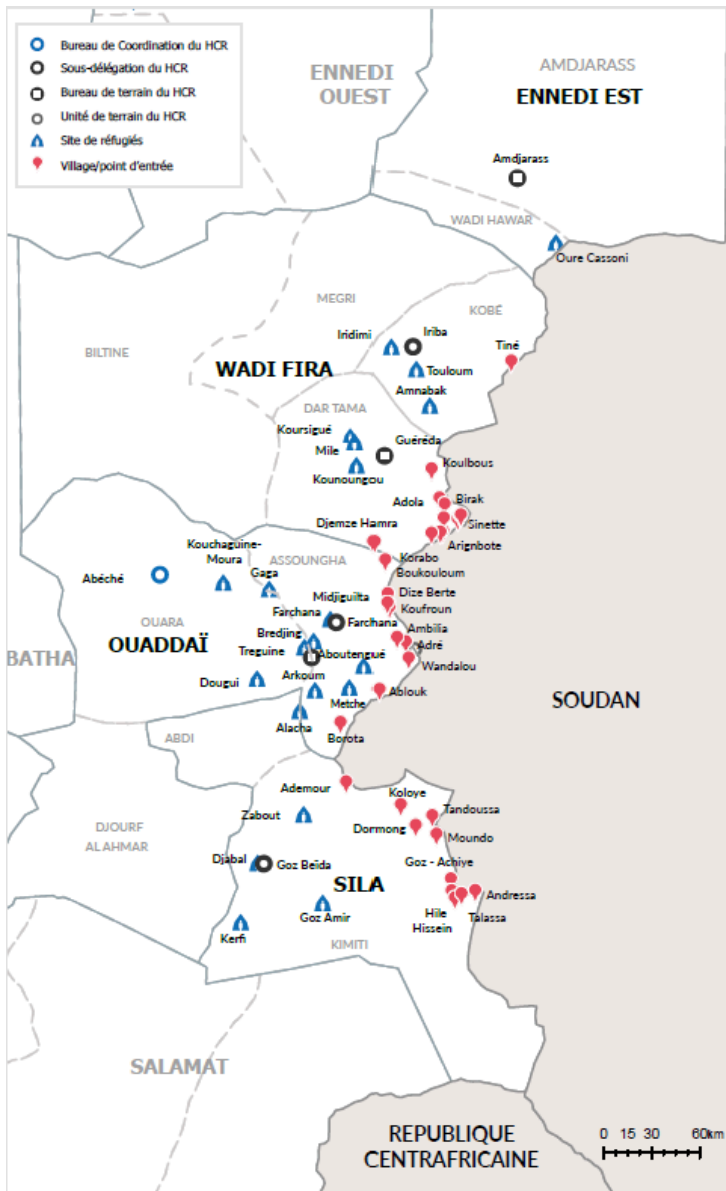 Bureau de Coordination du HCR
Sous-délégation du HCR
Bureau de terrain du HCR
Unité de terrain du HCR
Site de réfugiés
Village/point d'entrée
ENNEDI
OUEST
AMDJARASS
ENNEDI EST
Amdjarass
WADI HAWAR
Oure Cassoni
MEGRI
KOBÉ
BILTINE
Iridimi
Iriba
Tiné
WADI FIRA
Touloum
Amnabak
DAR TAMA
Koursigué
Guéréda
Mile
Koulbous
Kounoungou
Adola
Birak
Djemze Hamra
Sinette
Arignbote
Kouchaguine-
Moura
ASSOUNGHA
Korabo
Abéché
Gaga
Boukouloum
Midjiguilta
Dize Berte
OUARA
Farchana
Farchana
Koufroun
OUADDAÏ
Bredjing
Ambilia
BATHA
Treguine
Aboutengué
Adré
Wandalou
Dougui
Arkoum
Metche
Ablouk
SOUDAN
Alacha
Borota
ABDI
Ademour
Koloye
Zabout
Tandoussa
DJOURF
AL AHMAR
Dormong
Moundo
Djabal
Goz Beïda
Goz - Achiye
SILA
Andressa
Goz Amir
Hile
Hissein
Talassa
Kerfi
KIMITI
SALAMAT
REPUBLIQUE
CENTRAFRICAINE
0 15 30 60km